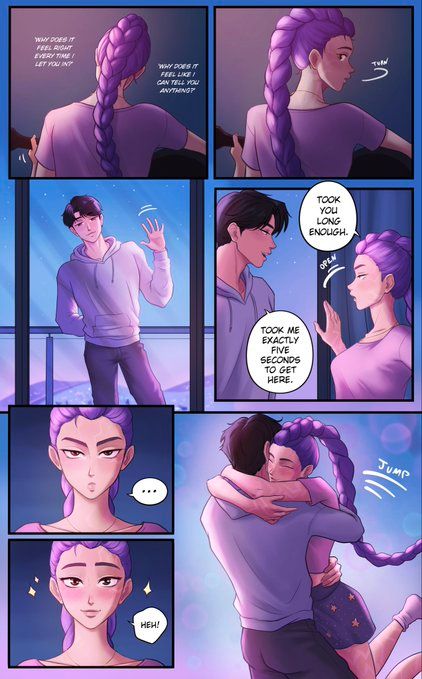 'WHY DOES IT
FEEL RIGHT
EVERY TIME I
LET YOU IN?'
'WHY DOES IT
FEEL LIKE I
CAN TELL YOU
ANYTHING?'
TURN
TOOK
YOU
LONG
ENOUGH.
OPEN
TOOK ME
EXACTLY
FIVE
SECONDS
TO GET
HERE.
...
HEH!
JUMP